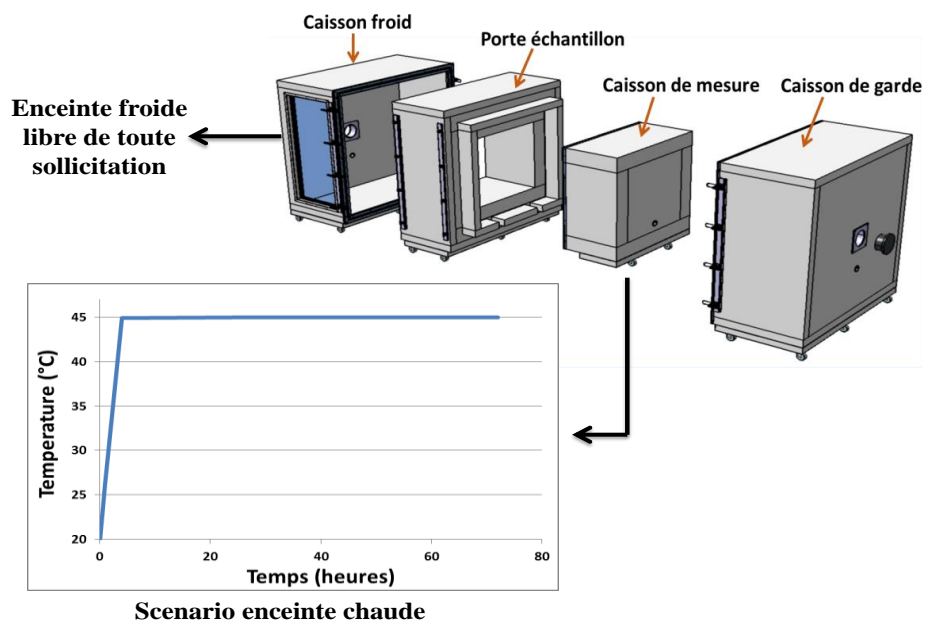 Caisson froid
Porte échantillon
Caisson de mesure
Caisson de garde
Enceinte froide
libre de toute
sollicitation
Temperature (°C)
45
40
35
30
25
20
0
20
40
60
80
Temps (heures)
Scenario enceinte chaude